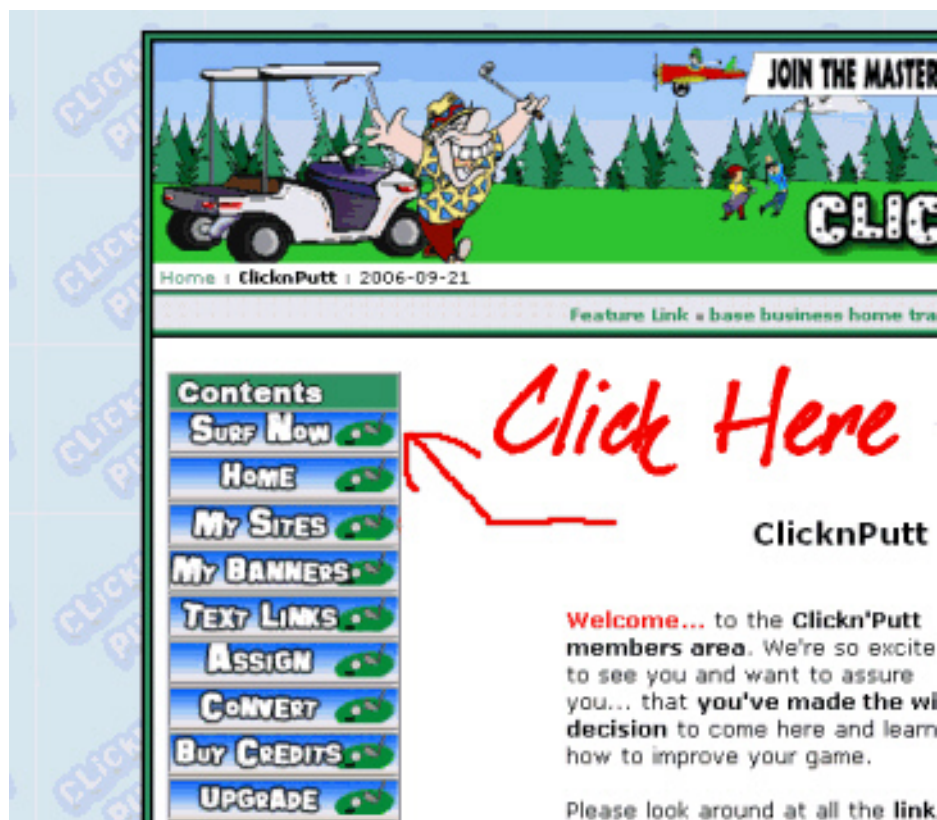 JOIN THE MASTER
CLIC
Home : ClicknPutt : 2006-09-21
Feature Link base business home tra
Click Here
Contents
SURF NOW
HOME
MY SITES
MY BANNERS
TEXT LINKS
ASSIGN
CONVERT
BUY CREDITS
UPGRADE
ClicknPutt
Welcome... to the Clickn'Putt
members area. We're so excite
to see you and want to assure
you... that you've made the wi
decision to come here and learn
how to improve your game.
Please look around at all the link